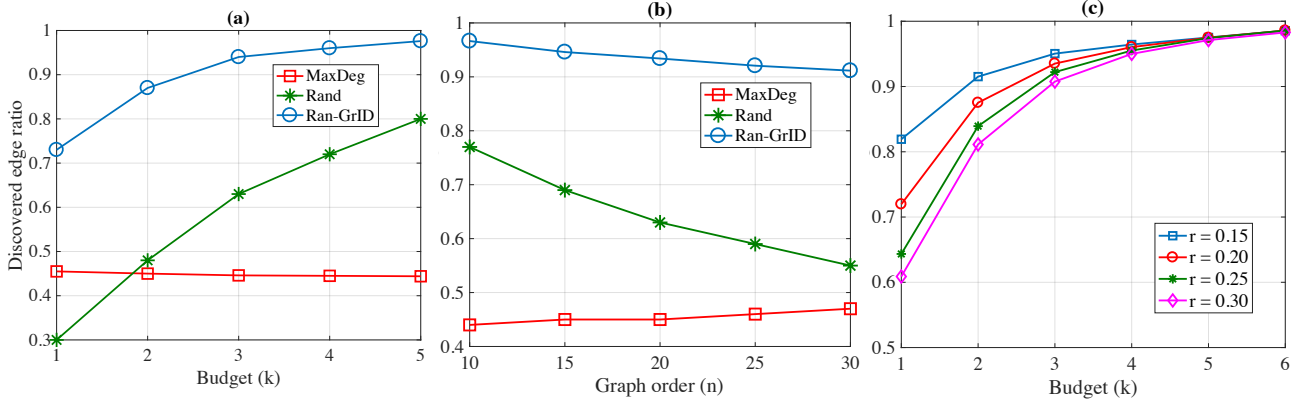 (a)
Discovered edge ratio
1
0.9
0.8
0.7
0.6
0.5
0.4
0.3
1 2 3 4 5
Budget (k)
MaxDeg
Rand
Ran-GrID
(b)
1
0.9
0.8
0.7
0.6
0.5
0.4
10 15 20 25 30
Graph order (n)
MaxDeg
Rand
Ran-GrID
(c)
1
0.9
0.8
0.7
0.6
0.5
1 2 3 4 5 6
Budget (k)
r = 0.15
r = 0.20
r = 0.25
r = 0.30